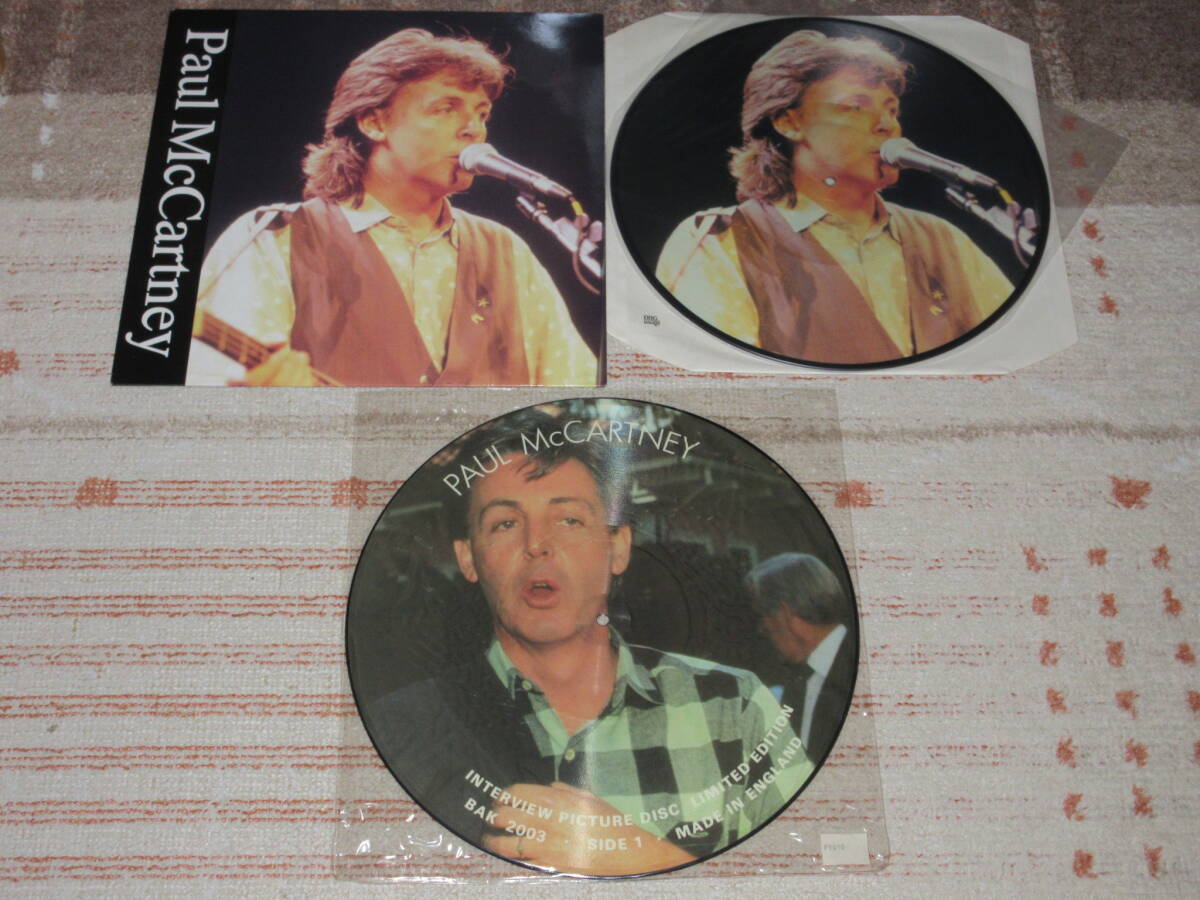 Paul McCartney
PAUL McCARTNEY
INTERVIEW PICTURE DISC LIMITED EDITION
BAK 2003 SIDE 1 MADE IN ENGLAND